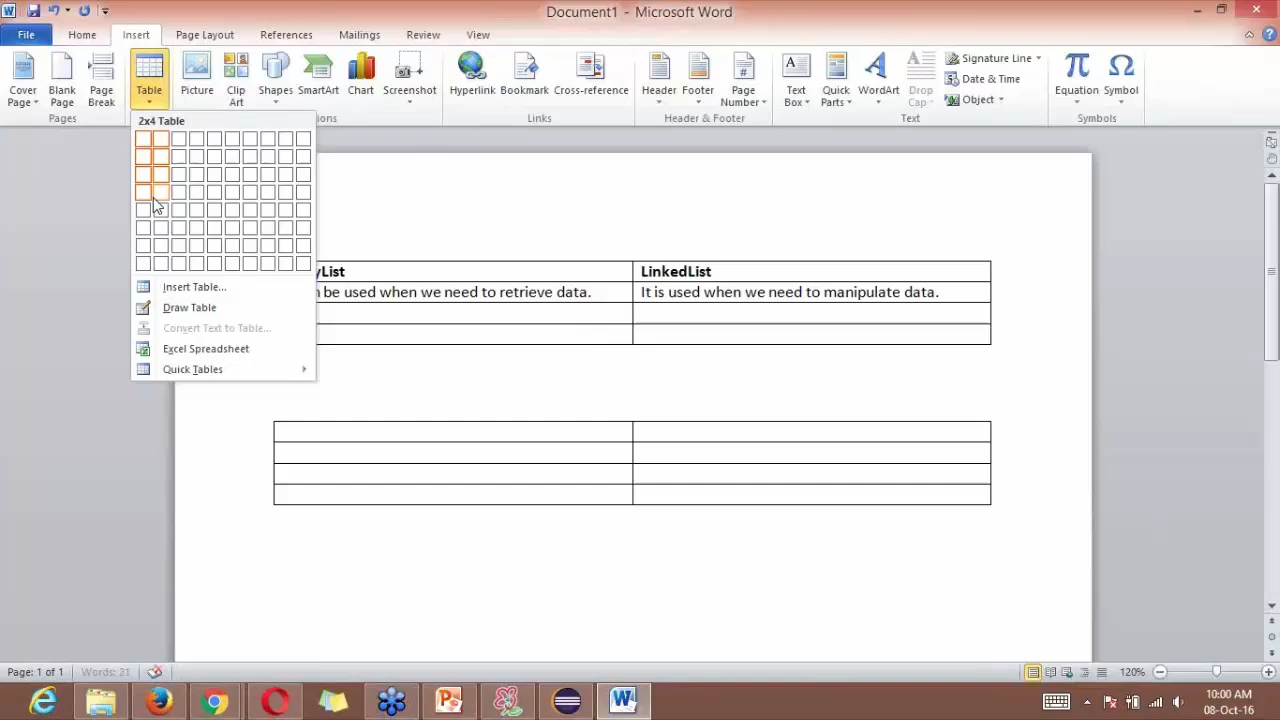 Document1 - Microsoft Word
File Home Insert Page Layout References Mailings Review View
Cover Page
Blank Page
Page Break
Table
Picture
Clip Art
Shapes
SmartArt
Chart
Screenshot
Hyperlink
Bookmark
Cross-reference
Header
Footer
Page Number
Text Box
Quick Parts
WordArt
Drop Cap
Signature Line
Date & Time
Object
Equation
Symbol
Pages
ons
Links
Header & Footer
Text
Symbols
2x4 Table
Insert Table...
Draw Table
Convert Text to Table...
Excel Spreadsheet
Quick Tables
yList LinkedList
n be used when we need to retrieve data. It is used when we need to manipulate data.
Page: 1 of 1 Words: 21 120%
10:00 AM
08-Oct-16